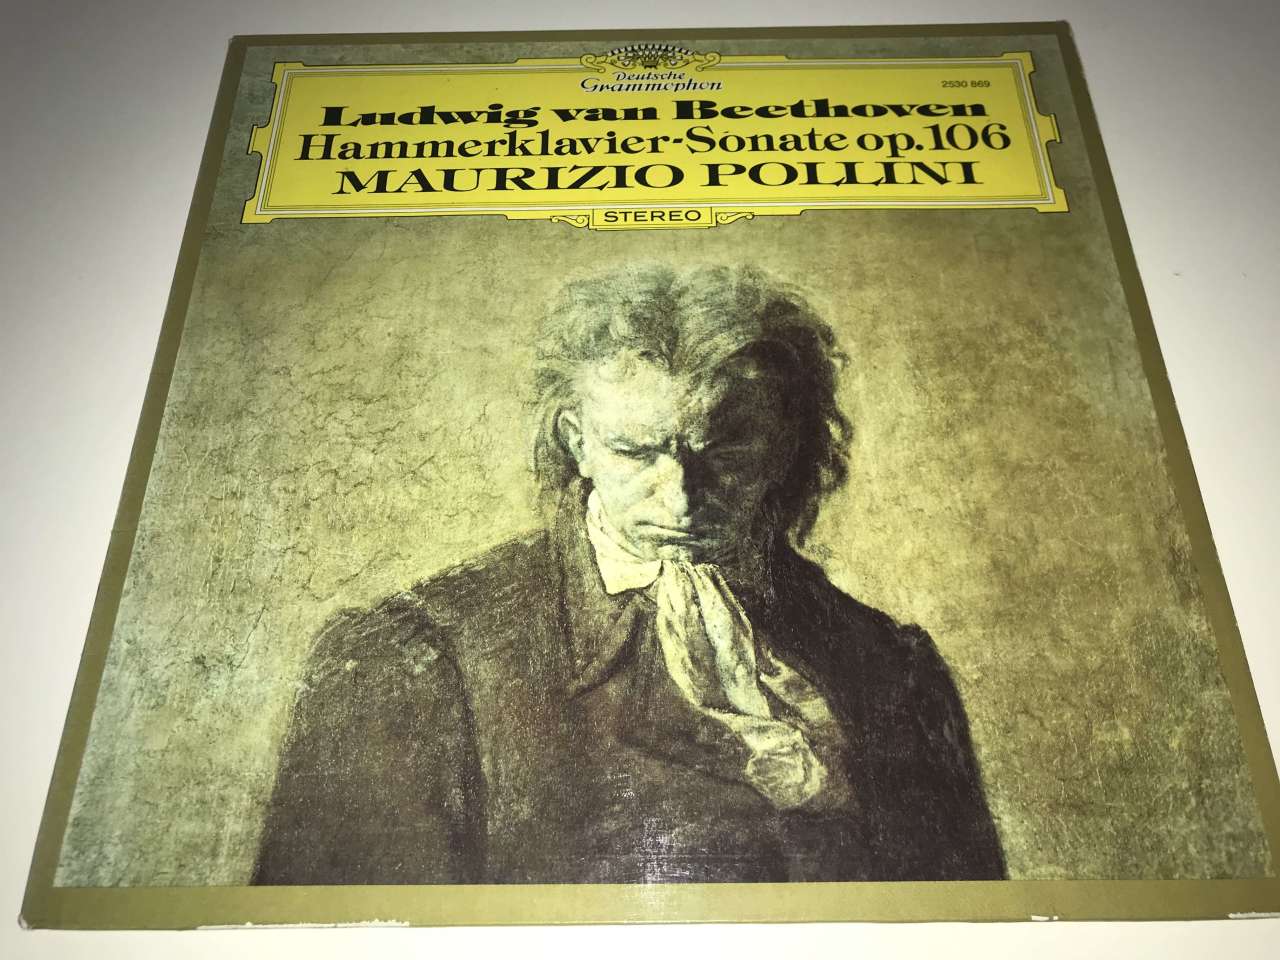 Deutsche
Grammophon
2530 869
Ludwig van Beethoven
Hammerklavier-Sonate op.106
MAURIZIO POLLINI
STEREO